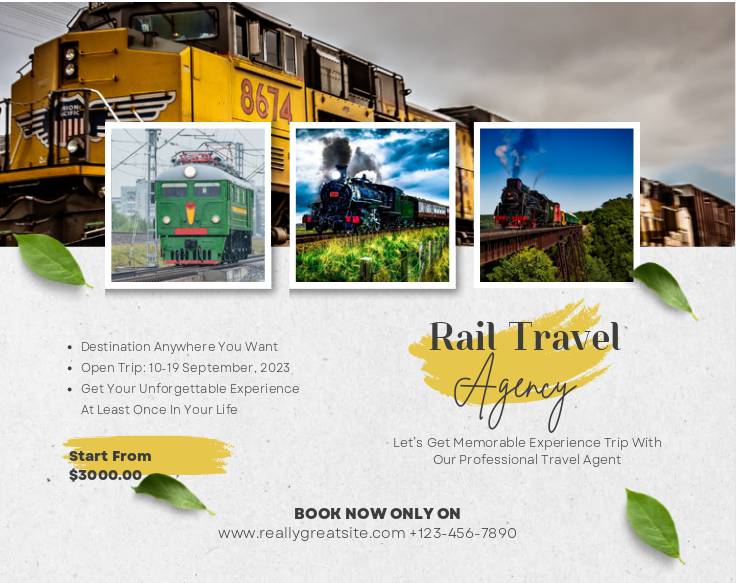 8674
UNION
PACIFIC
Rail Travel
Agency
Let's Get Memorable Experience Trip With
Our Professional Travel Agent
Destination Anywhere You Want
Open Trip: 10-19 September, 2023
Get Your Unforgettable Experience
At Least Once In Your Life
Start From
$3000.00
BOOK NOW ONLY ON
www.reallygreatsite.com +123-456-7890